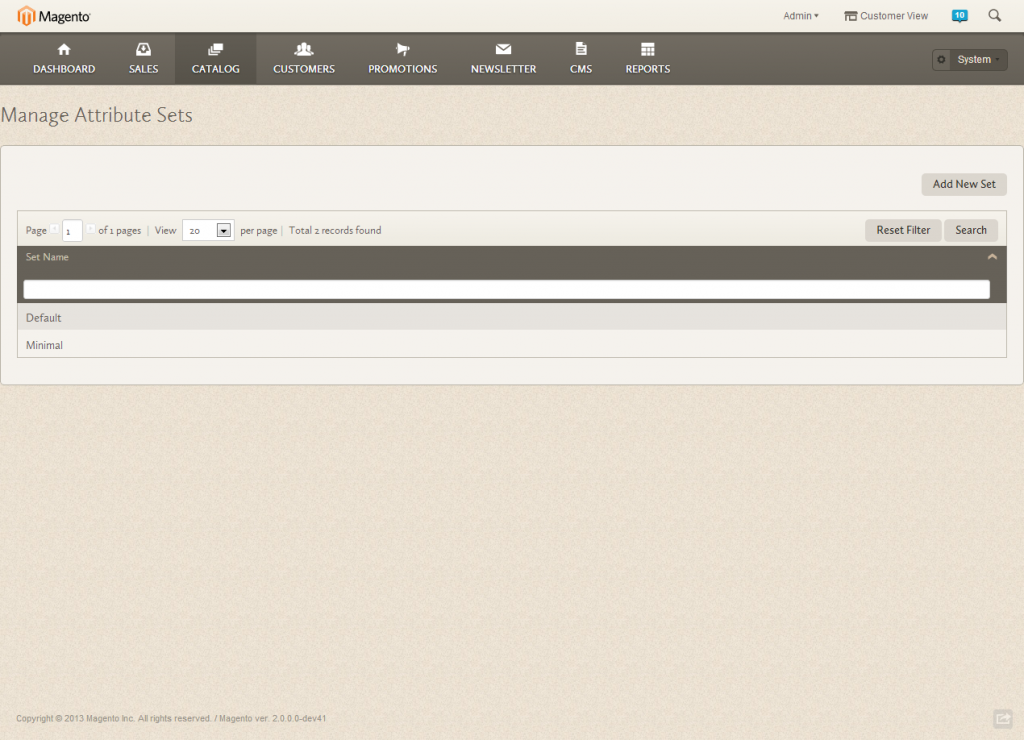 Magento Admin Customer View 10
DASHBOARD SALES CATALOG CUSTOMERS PROMOTIONS NEWSLETTER CMS REPORTS System
Manage Attribute Sets
Add New Set
Page 1 of 1 pages | View 20 per page | Total 2 records found Reset Filter Search
Set Name
Default
Minimal
Copyright © 2013 Magento Inc. All rights reserved. / Magento ver. 2.0.0.0-dev41